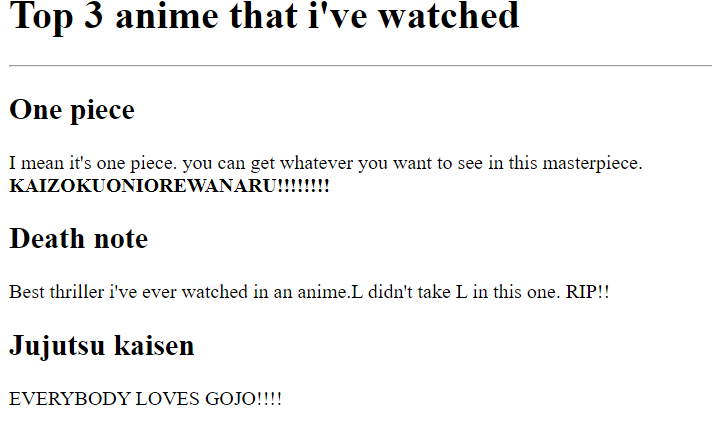 Top 3 anime that i've watched
One piece
I mean it's one piece. you can get whatever you want to see in this masterpiece.
KAIZOKUONIOREWANARU!!!!!!!!
Death note
Best thriller i've ever watched in an anime.L didn't take L in this one. RIP!!
Jujutsu kaisen
EVERYBODY LOVES GOJO!!!!